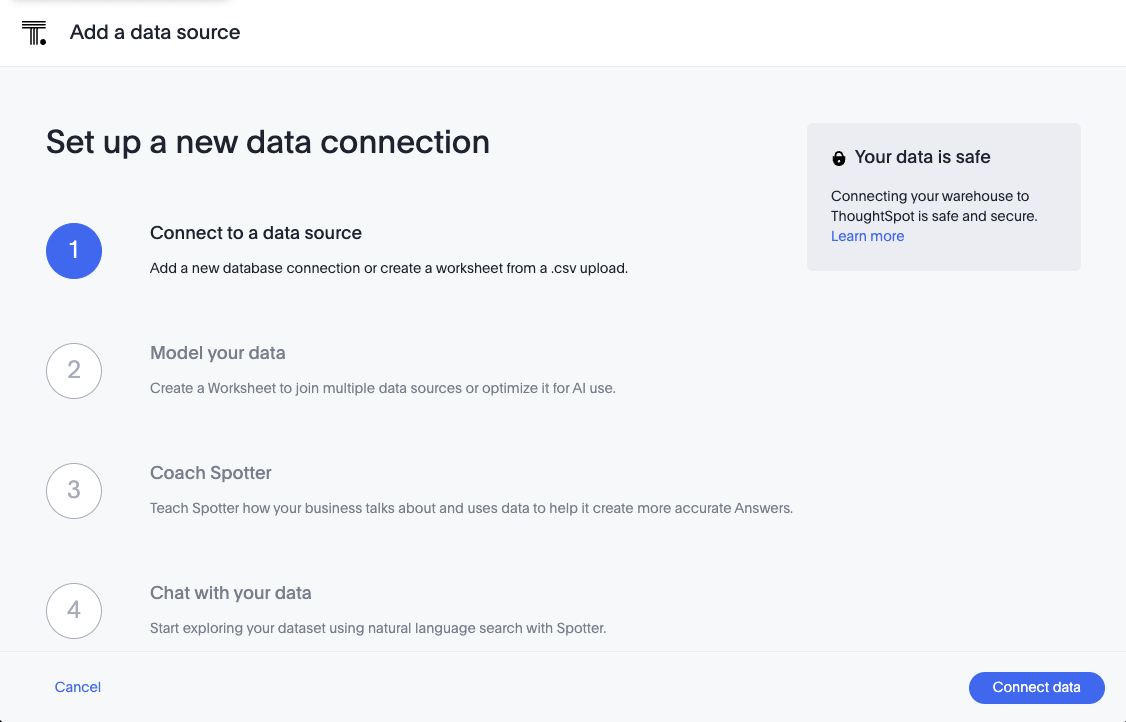 Add a data source
Set up a new data connection
Your data is safe
Connecting your warehouse to
ThoughtSpot is safe and secure.
Learn more
1
Connect to a data source
Add a new database connection or create a worksheet from a .csv upload.
2
Model your data
Create a Worksheet to join multiple data sources or optimize it for AI use.
3
Coach Spotter
Teach Spotter how your business talks about and uses data to help it create more accurate Answers.
4
Chat with your data
Start exploring your dataset using natural language search with Spotter.
Cancel
Connect data